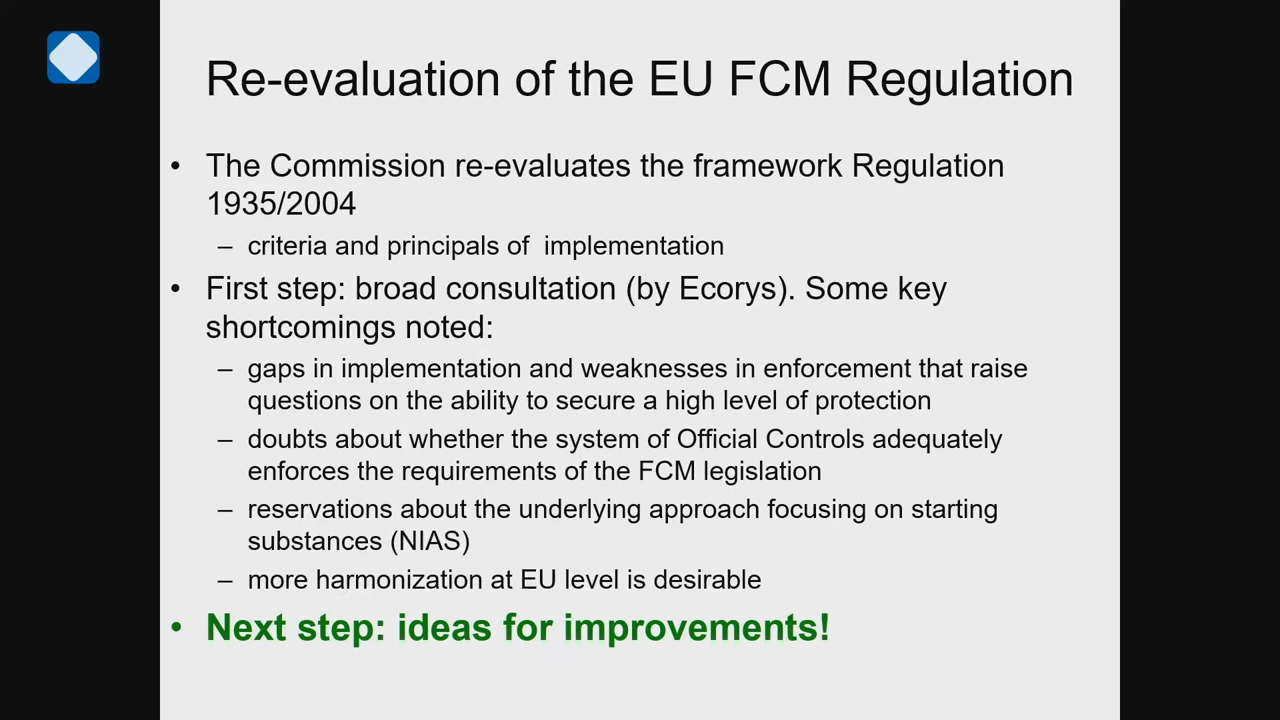 Re-evaluation of the EU FCM Regulation
• The Commission re-evaluates the framework Regulation
1935/2004
– criteria and principals of  implementation
• First step: broad consultation (by Ecorys). Some key
shortcomings noted:
– gaps in implementation and weaknesses in enforcement that raise
questions on the ability to secure a high level of protection
– doubts about whether the system of Official Controls adequately
enforces the requirements of the FCM legislation
– reservations about the underlying approach focusing on starting
substances (NIAS)
– more harmonization at EU level is desirable
• Next step: ideas for improvements!